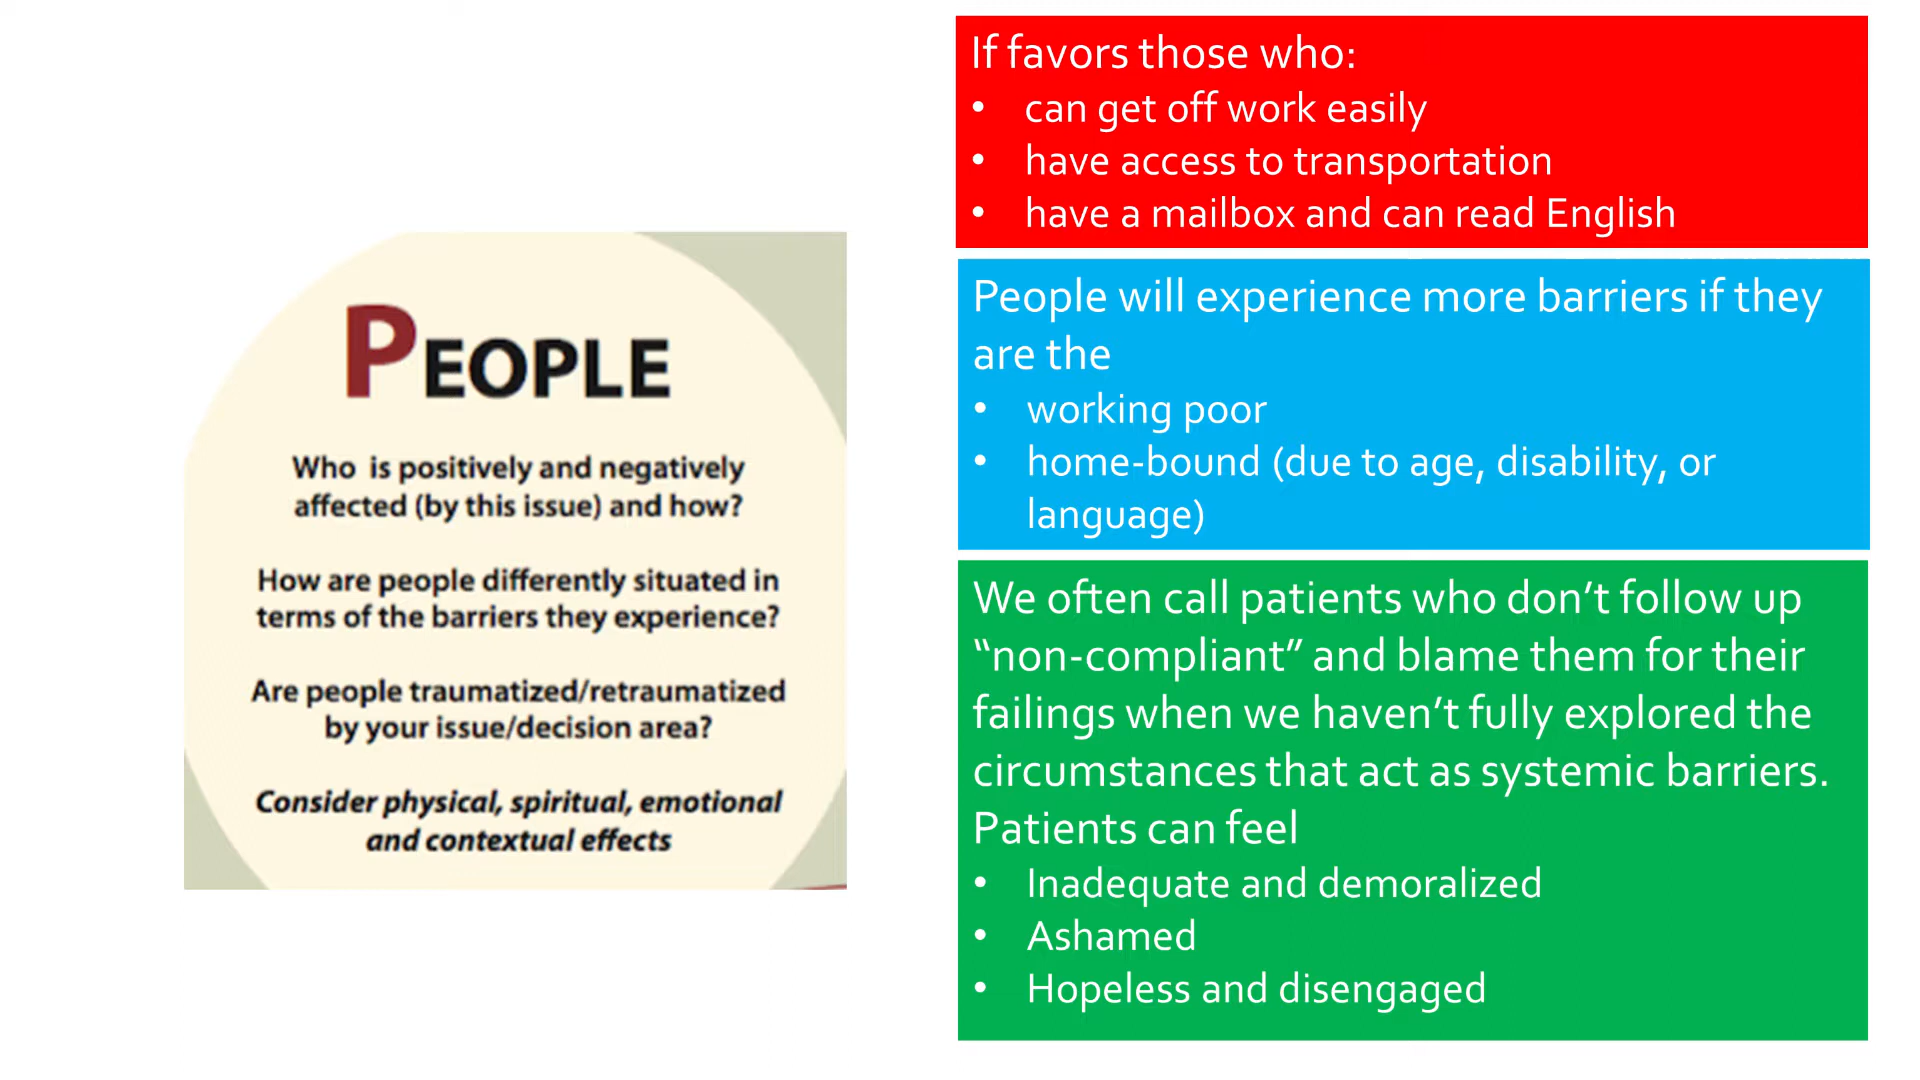 PEOPLE
Who is positively and negatively
affected (by this issue) and how?
How are people differently situated in
terms of the barriers they experience?
Are people traumatized/retraumatized
by your issue/decision area?
Consider physical, spiritual, emotional
and contextual effects
If favors those who:
• can get off work easily
• have access to transportation
• have a mailbox and can read English
People will experience more barriers if they
are the
• working poor
• home-bound (due to age, disability, or
language)
We often call patients who don’t follow up
“non-compliant” and blame them for their
failings when we haven’t fully explored the
circumstances that act as systemic barriers.
Patients can feel
• Inadequate and demoralized
• Ashamed
• Hopeless and disengaged